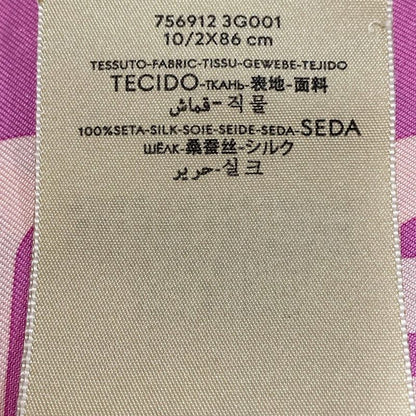 756912 3G001
10/2X86 cm
TESSUTO-FABRIC-TISSU-GEWEBE-TEJIDO
TECIDO-ТКАНЬ-表地-面料
قماش-직물
100%SETA-SILK-SOIE-SEIDE-SEDA-SEDA
ШЁЛК-桑蚕丝-シルク
حرير-실크